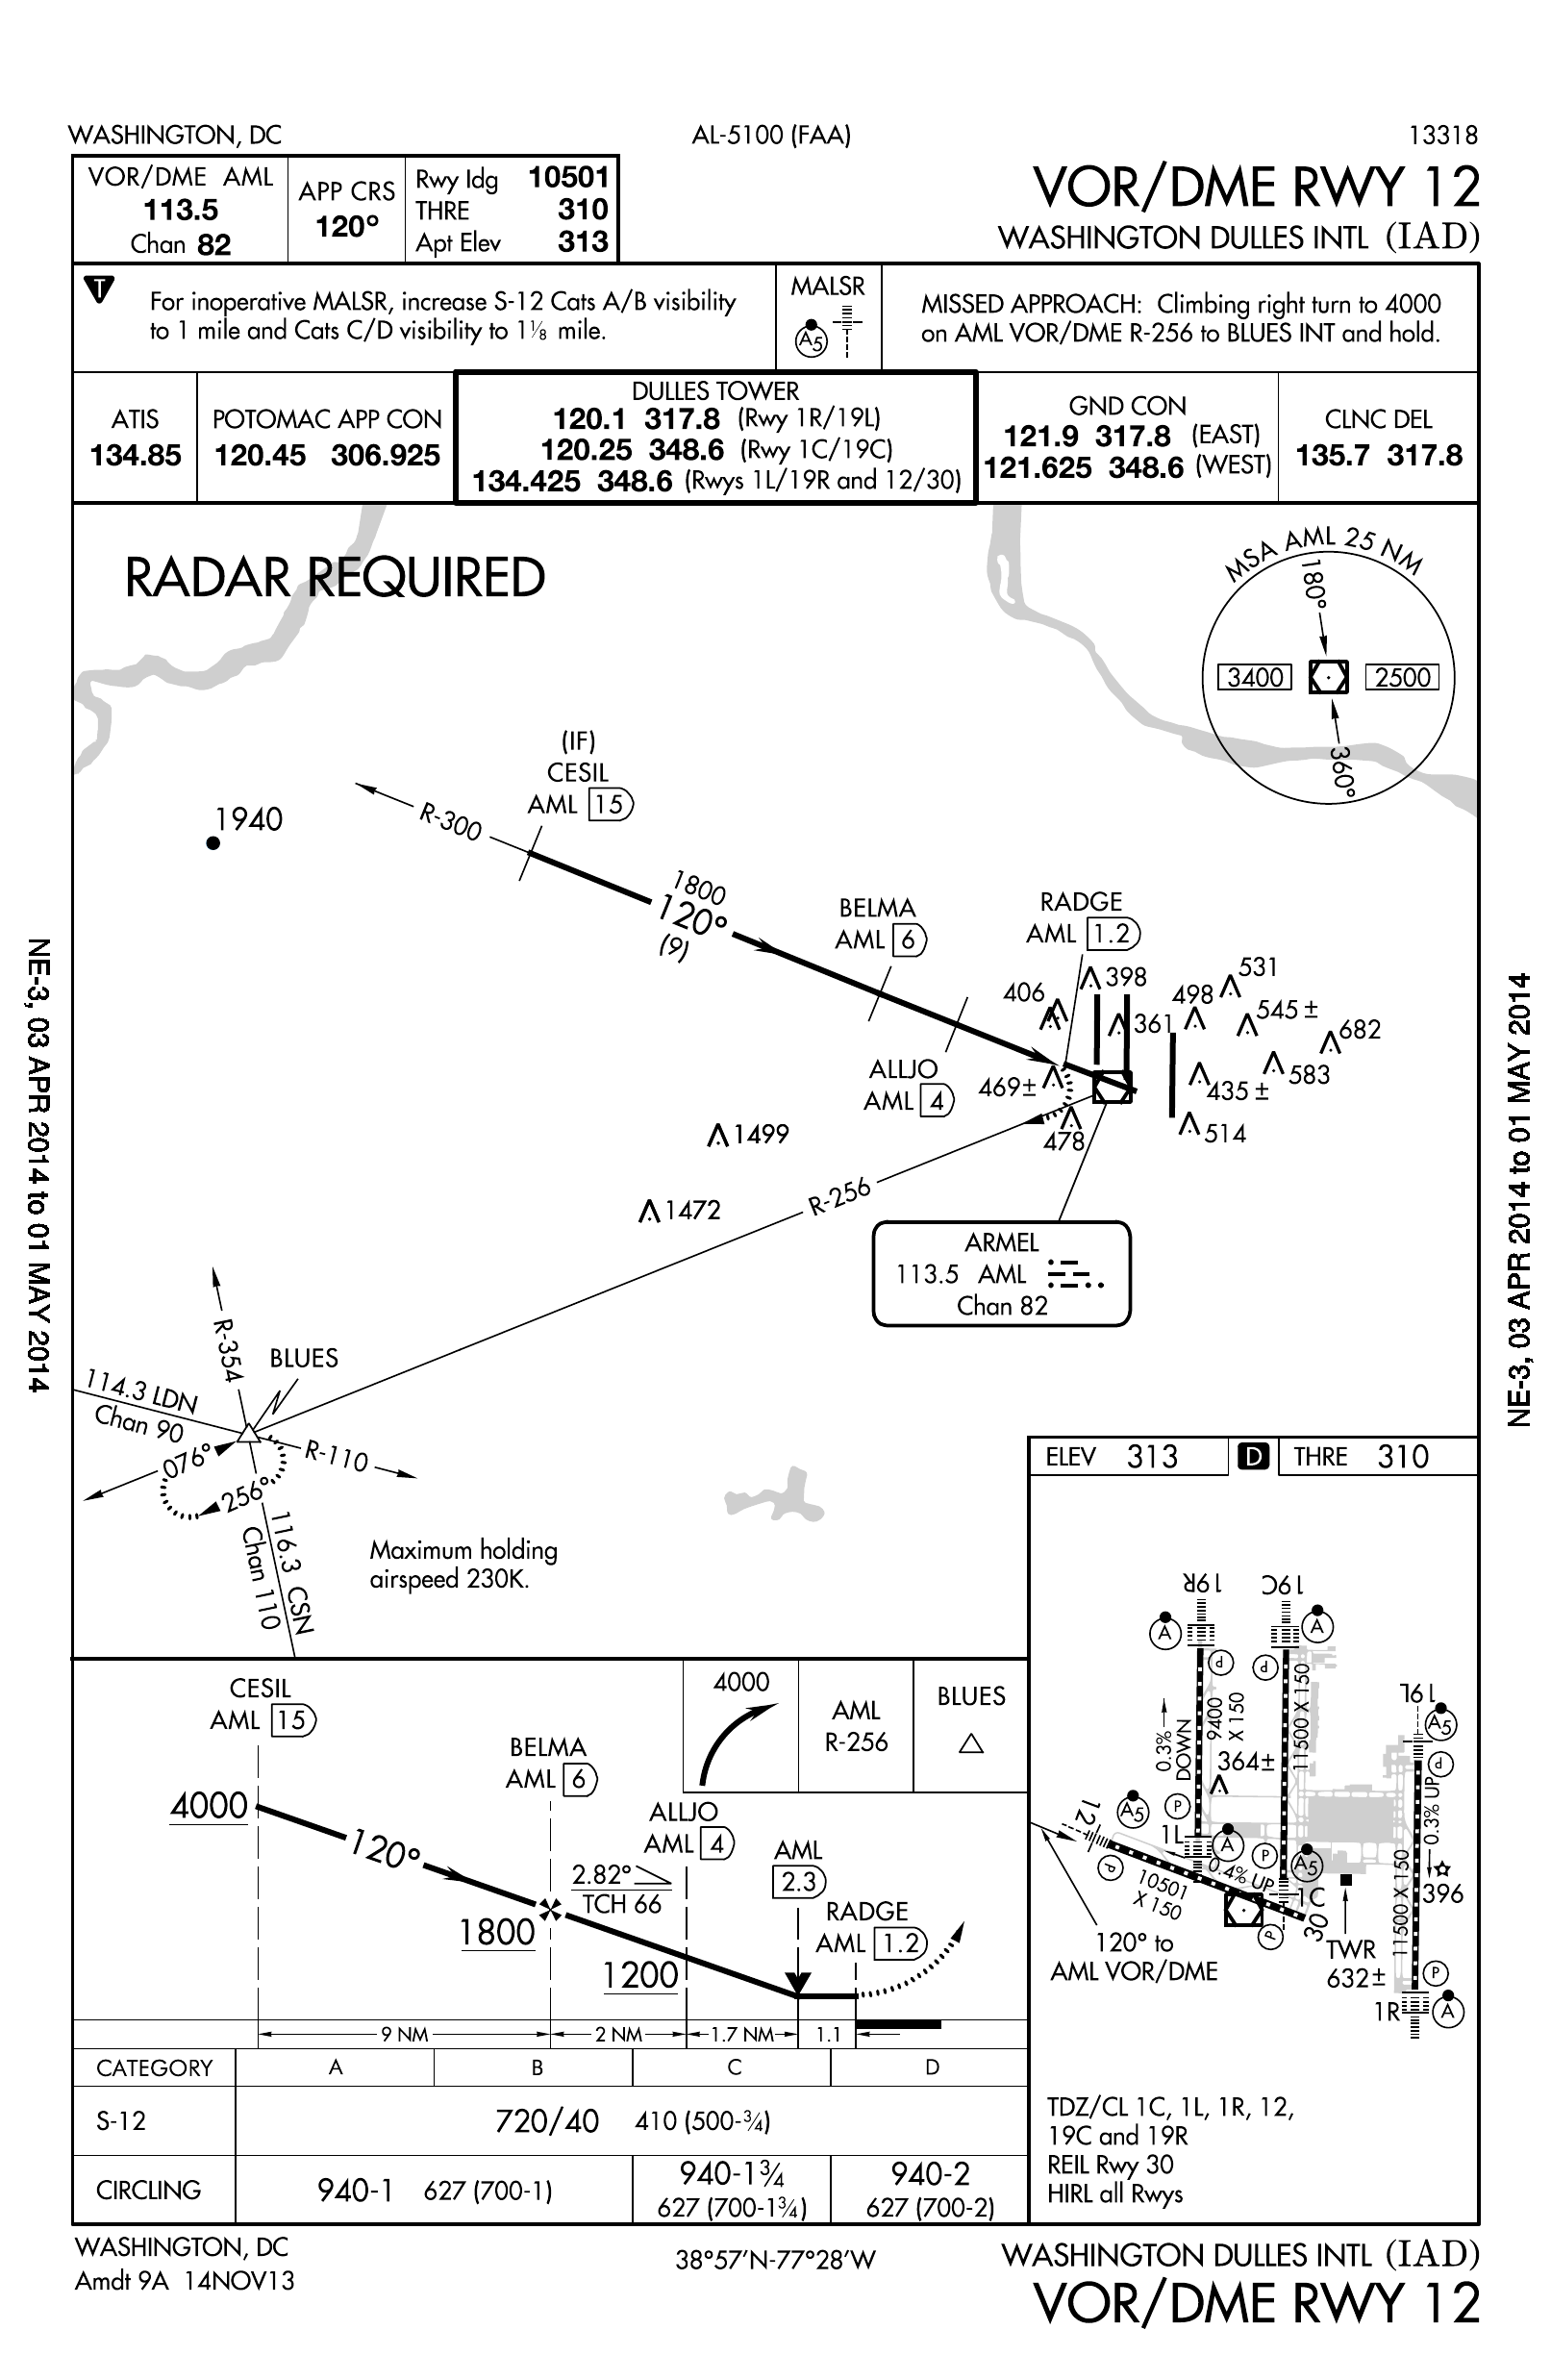 WASHINGTON, DC
AL-5100 (FAA)
13318
VOR/DME AML
113.5
Chan 82
APP CRS
120°
Rwy Idg 10501
THRE 310
Apt Elev 313
VOR/DME RWY 12
WASHINGTON DULLES INTL (IAD)
T
For inoperative MALSR, increase S-12 Cats A/B visibility
to 1 mile and Cats C/D visibility to 1⅛ mile.
MALSR
A5
MISSED APPROACH: Climbing right turn to 4000
on AML VOR/DME R-256 to BLUES INT and hold.
ATIS
134.85
POTOMAC APP CON
120.45 306.925
DULLES TOWER
120.1 317.8 (Rwy 1R/19L)
120.25 348.6 (Rwy 1C/19C)
134.425 348.6 (Rwys 1L/19R and 12/30)
GND CON
121.9 317.8 (EAST)
121.625 348.6 (WEST)
CLNC DEL
135.7 317.8
RADAR REQUIRED
MSA AML 25 NM
180°
3400
2500
360°
(IF)
CESIL
AML 15
1940
R-300
1800
120°
(9)
BELMA
AML 6
RADGE
AML 1.2
398
406
361
498
531
545 ±
682
583
435 ±
514
ALLJO
AML 4
469±
478
1499
1472
R-256
ARMEL
113.5 AML
Chan 82
R-354
BLUES
114.3 LDN
Chan 90
R-110
076°
256°
116.3 CSN
Chan 110
Maximum holding
airspeed 230K.
NE-3, 03 APR 2014 to 01 MAY 2014
NE-3, 03 APR 2014 to 01 MAY 2014
ELEV 313
D
THRE 310
19R
19C
A
A
P
P
9400
X 150
11500 X 150
0.3%
DOWN
364±
19L
A5
P
0.3% UP
12
A5
P
1L
A
P
A5
0.4% UP
P
10501
X 150
1C
30
P
396
11500 X 150
TWR
632±
120° to
AML VOR/DME
P
1R
A
TDZ/CL 1C, 1L, 1R, 12,
19C and 19R
REIL Rwy 30
HIRL all Rwys
CESIL
AML 15
4000
120°
BELMA
AML 6
1800
2.82°
TCH 66
ALLJO
AML 4
1200
AML
2.3
RADGE
AML 1.2
4000
AML
R-256
BLUES
9 NM
2 NM
1.7 NM
1.1
CATEGORY A B C D
S-12 720/40 410 (500-¾)
CIRCLING
940-1 627 (700-1)
940-1¾
627 (700-1¾)
940-2
627 (700-2)
WASHINGTON, DC
Amdt 9A 14NOV13
38°57'N-77°28'W
WASHINGTON DULLES INTL (IAD)
VOR/DME RWY 12